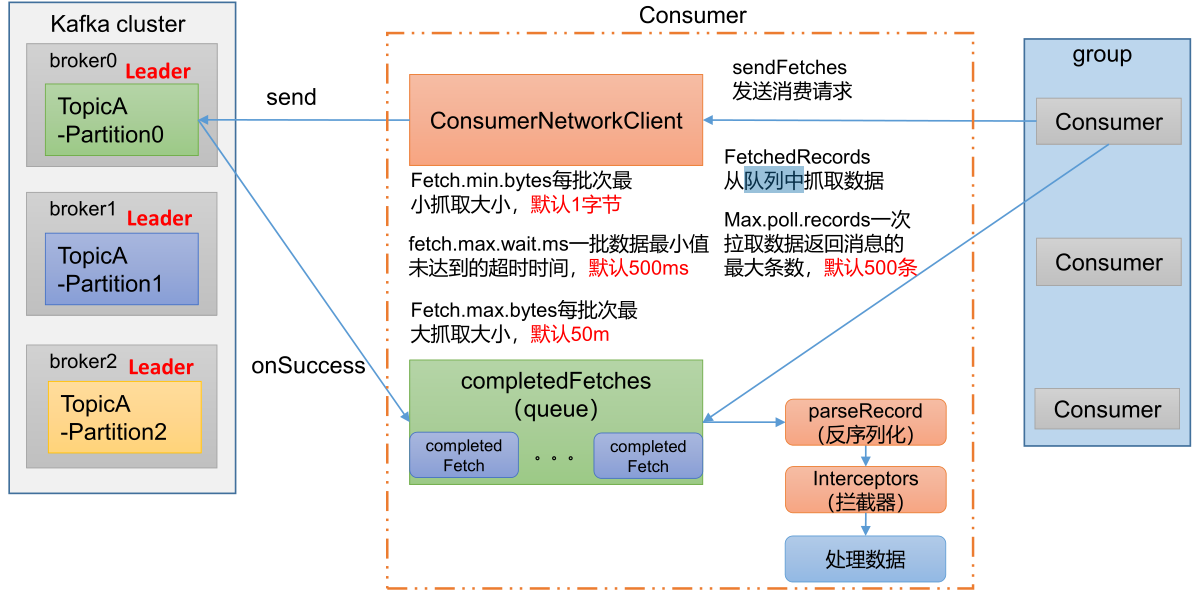 Kafka cluster
broker0
Leader
TopicA
-Partition0
broker1
Leader
TopicA
-Partition1
broker2
Leader
TopicA
-Partition2
send
onSuccess
Consumer
ConsumerNetworkClient
Fetch.min.bytes每批次最
小抓取大小，默认1字节
fetch.max.wait.ms一批数据最小值
未达到的超时时间，默认500ms
Fetch.max.bytes每批次最
大抓取大小，默认50m
sendFetches
发送消费请求
FetchedRecords
从队列中抓取数据
Max.poll.records一次
拉取数据返回消息的
最大条数，默认500条
completedFetches
（queue）
completed
Fetch
。。。
completed
Fetch
parseRecord
（反序列化）
Interceptors
（拦截器）
处理数据
group
Consumer
Consumer
Consumer